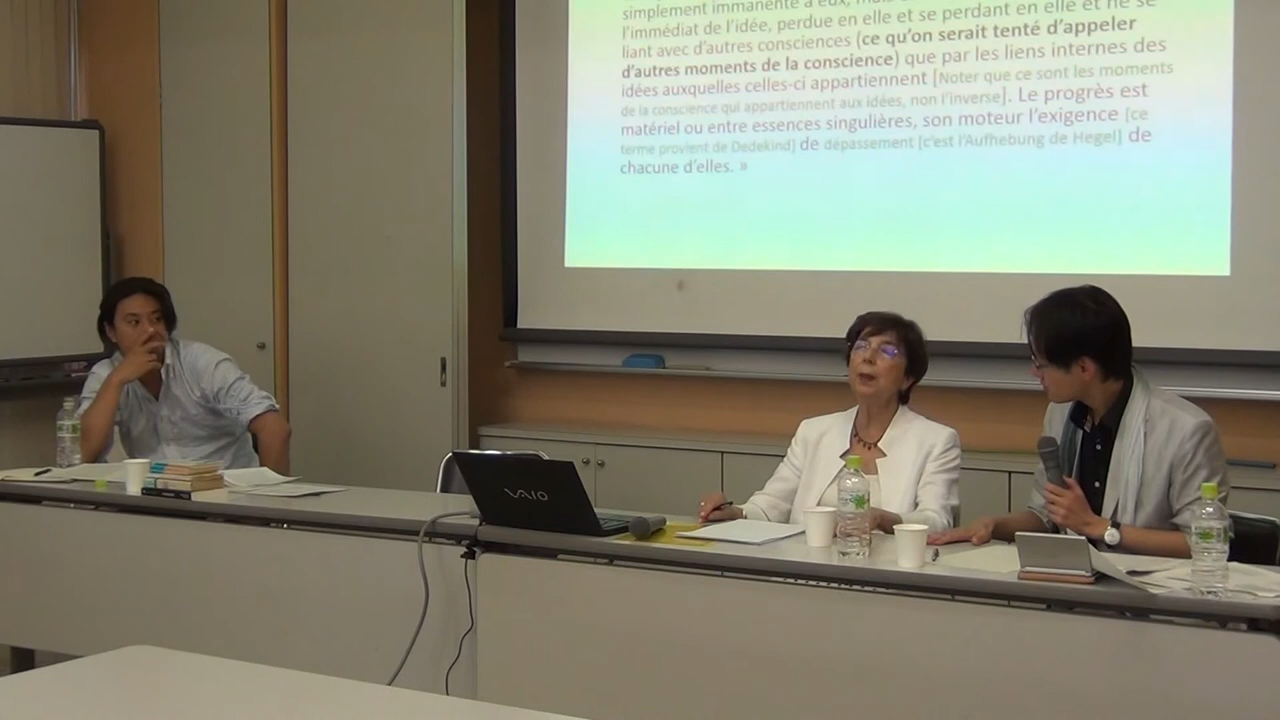 simplement immanente à eux, mais
l'immédiat de l'idée, perdue en elle et se perdant en elle et ne se
liant avec d'autres consciences (ce qu'on serait tenté d'appeler
d'autres moments de la conscience) que par les liens internes des
idées auxquelles celles-ci appartiennent [Noter que ce sont les moments
de la conscience qui appartiennent aux idées, non l'inverse]. Le progrès est
matériel ou entre essences singulières, son moteur l'exigence [ce
terme provient de Dedekind] de dépassement [c'est l'Aufhebung de Hegel] de
chacune d'elles. »
VAIO